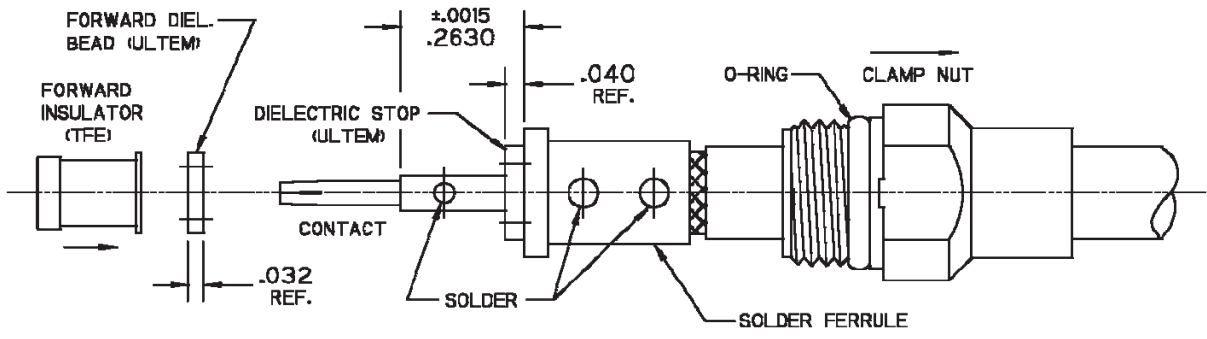 FORWARD DIEL.
BEAD (ULTEM)
±.0015
.2630
.040
REF.
O-RING
CLAMP NUT
FORWARD
INSULATOR
(TFE)
DIELECTRIC STOP
(ULTEM)
CONTACT
.032
REF.
SOLDER
SOLDER FERRULE